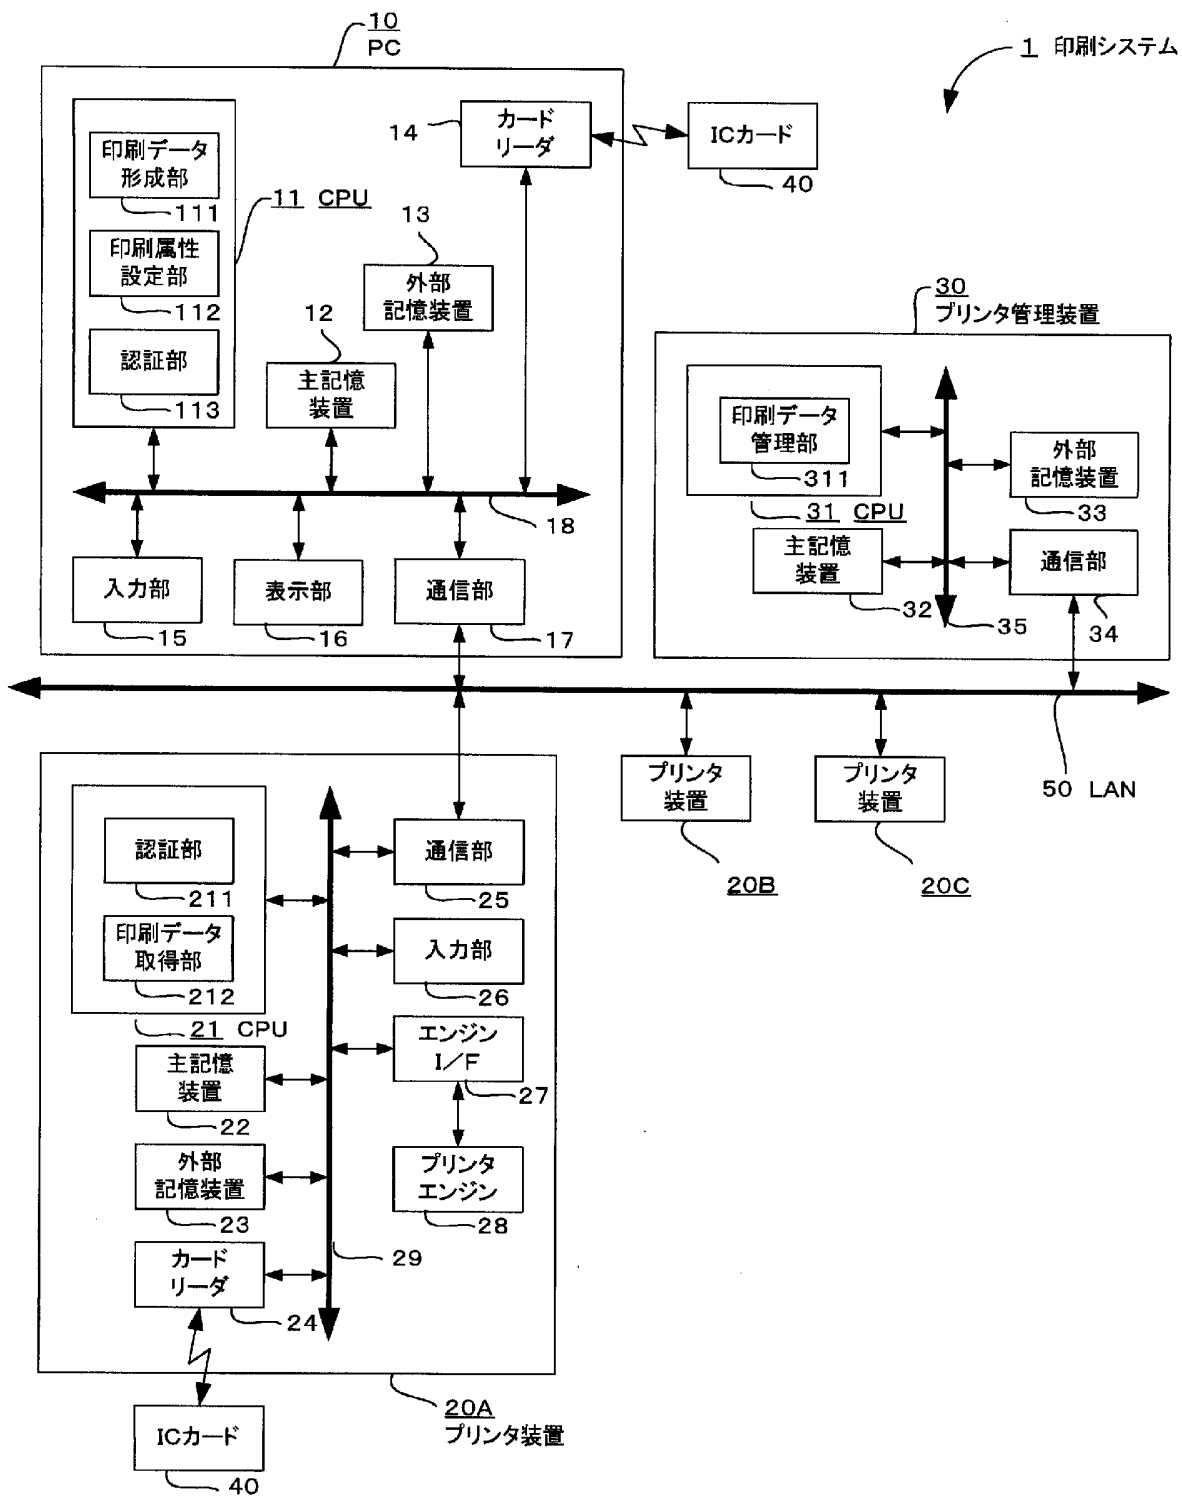 10
PC
1 印刷システム
印刷データ
形成部
111
印刷属性
設定部
112
認証部
113
11 CPU
カード
リーダ
14
ICカード
40
13
外部
記憶装置
12
主記憶
装置
18
入力部
15
表示部
16
通信部
17
30
プリンタ管理装置
印刷データ
管理部
311
31 CPU
主記憶
装置
32
外部
記憶装置
33
通信部
34
35
50 LAN
プリンタ
装置
20B
プリンタ
装置
20C
認証部
211
印刷データ
取得部
212
21 CPU
主記憶
装置
22
外部
記憶装置
23
カード
リーダ
24
通信部
25
入力部
26
エンジン
I/F
27
プリンタ
エンジン
28
29
20A
プリンタ装置
ICカード
40